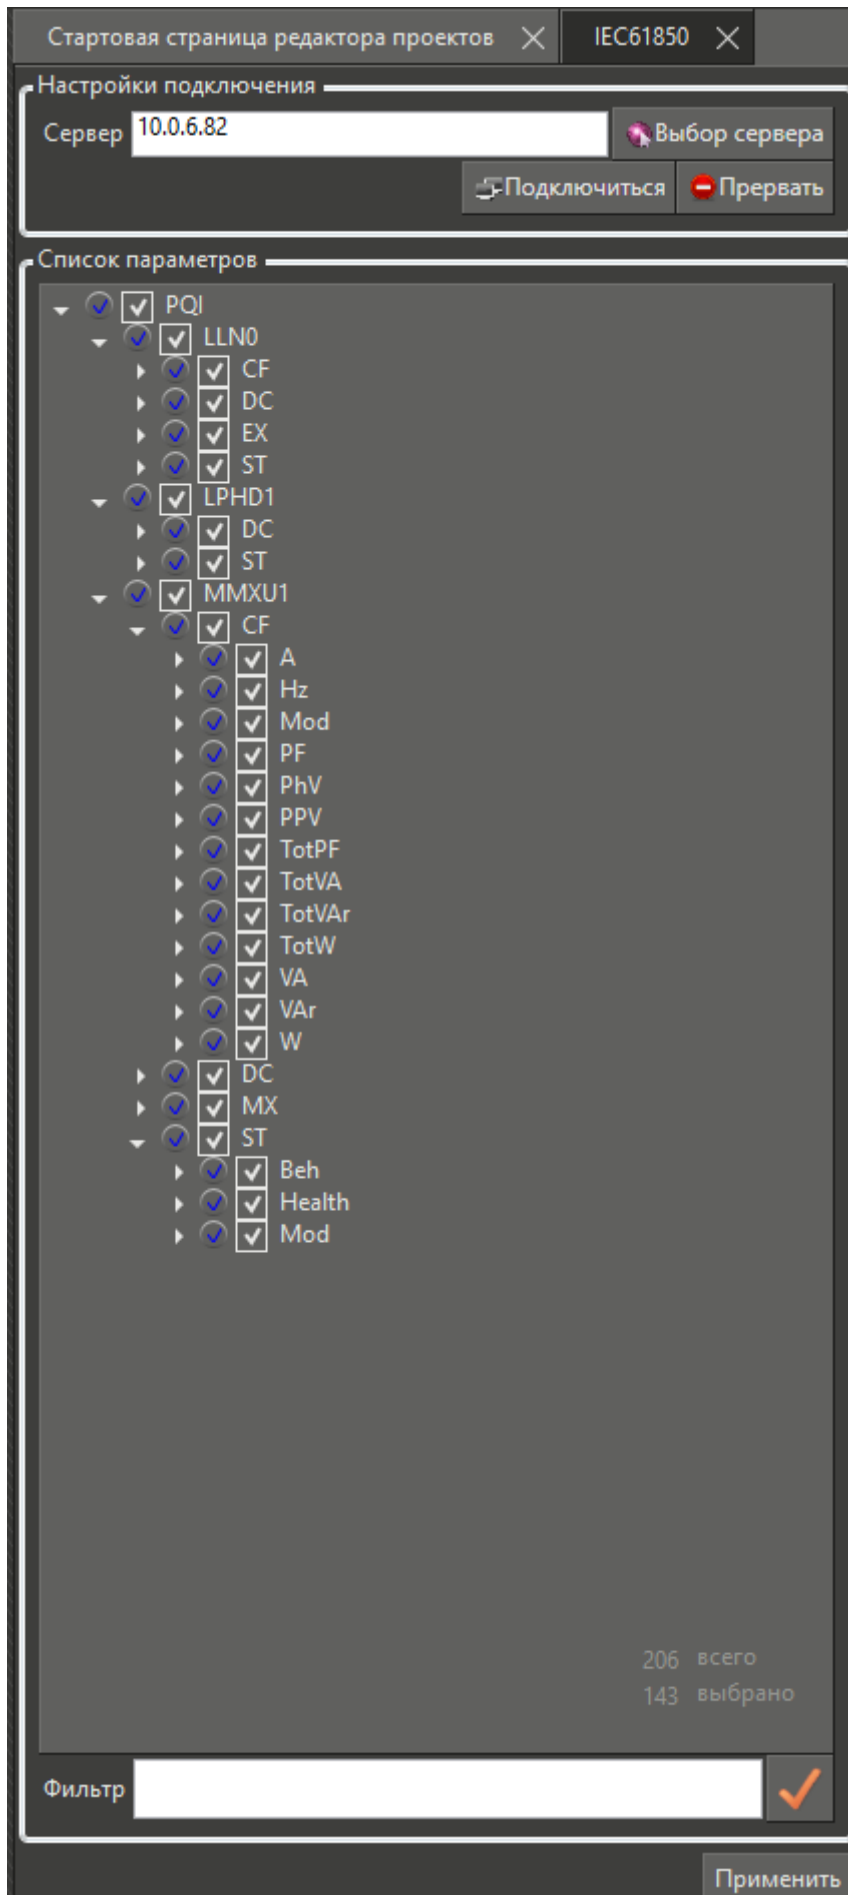 Стартовая страница редактора проектов IEC61850
Настройки подключения
Сервер 10.0.6.82 Выбор сервера
Подключиться Прервать
Список параметров
PQI
LLN0
CF
DC
EX
ST
LPHD1
DC
ST
MMXU1
CF
A
Hz
Mod
PF
PhV
PPV
TotPF
TotVA
TotVAr
TotW
VA
VAr
W
DC
MX
ST
Beh
Health
Mod
206 всего
143 выбрано
Фильтр
Применить